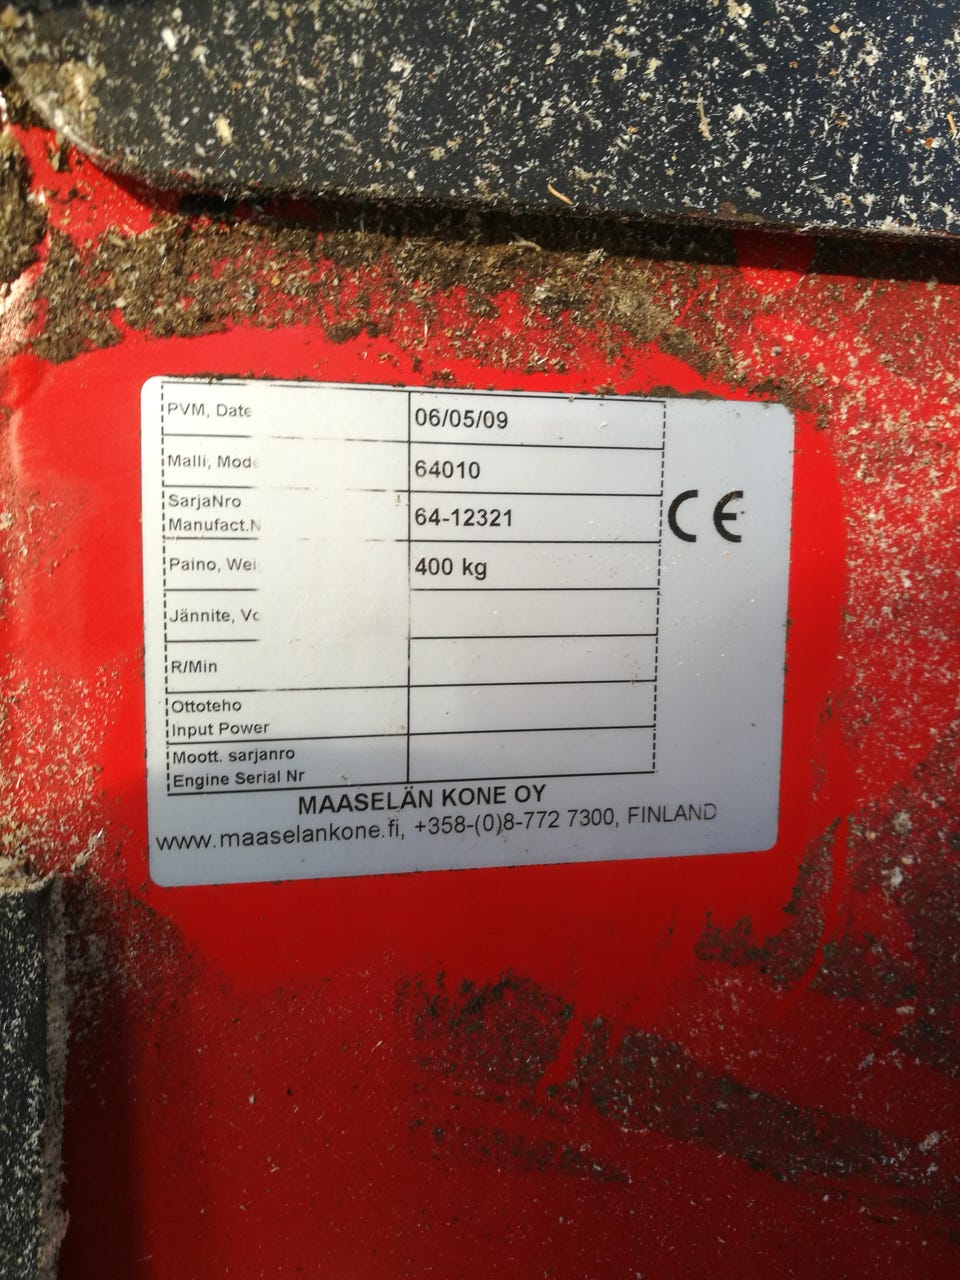 PVM, Date 06/05/09
Malli, Mode 64010
SarjaNro
Manufact.N 64-12321
Paino, Wei 400 kg
Jännite, Vo
R/Min
Ottoteho
Input Power
Moott. sarjanro
Engine Serial Nr
CE
MAASELÄN KONE OY
www.maaselankone.fi, +358-(0)8-772 7300, FINLAND